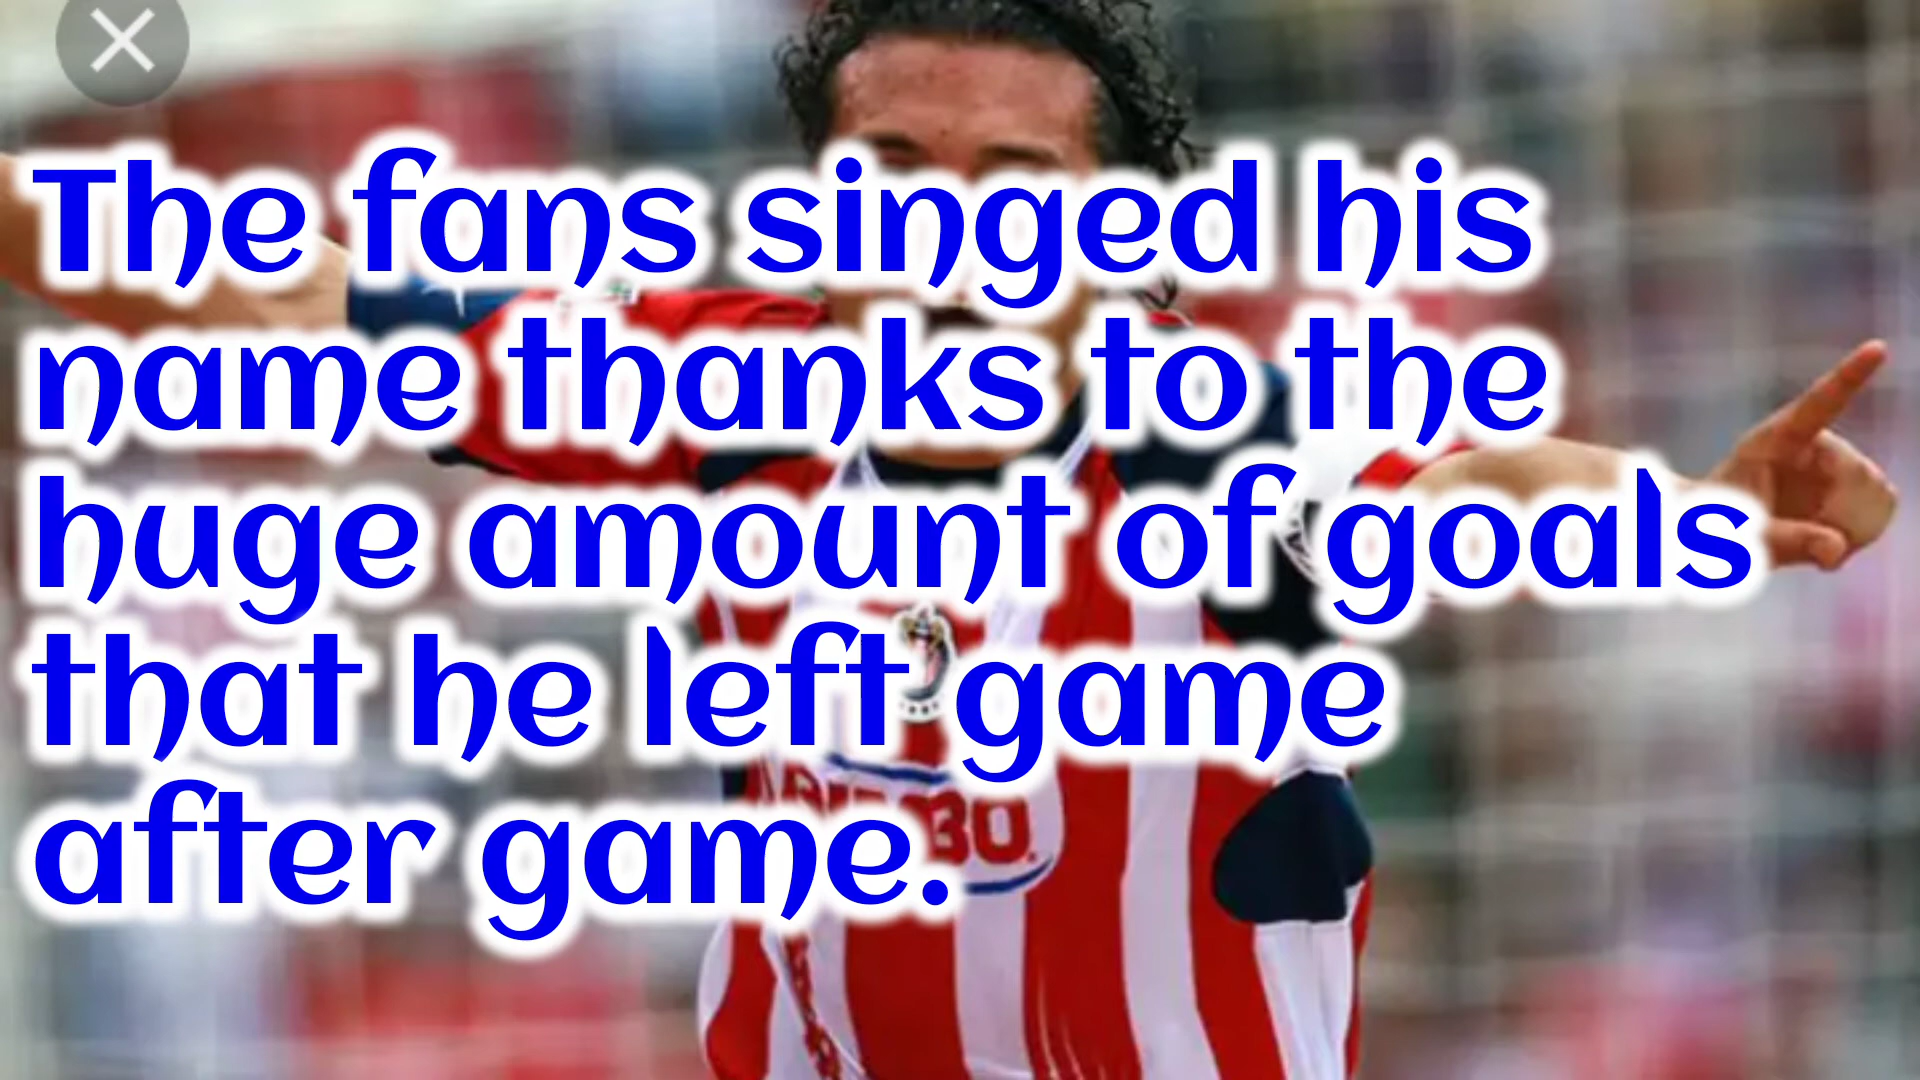 The fans singed his
name thanks to the
huge amount of goals
that he left game
after game.